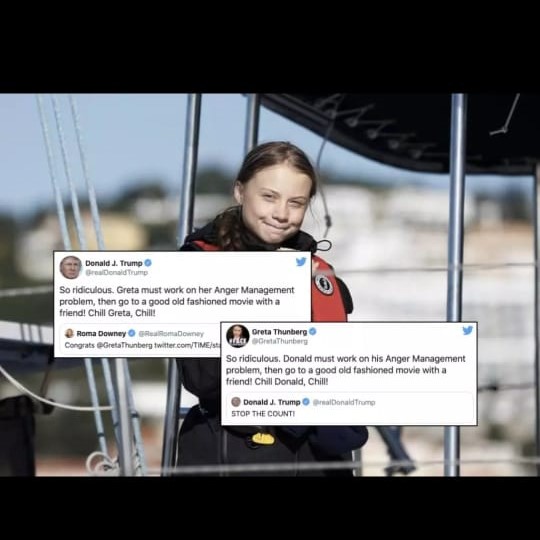 Donald J. Trump
@realDonaldTrump
So ridiculous. Greta must work on her Anger Management
problem, then go to a good old fashioned movie with a
friend! Chill Greta, Chill!
Roma Downey @RealRomaDowney
Congrats @GretaThunberg twitter.com/TIME/sta
Greta Thunberg
@GretaThunberg
So ridiculous. Donald must work on his Anger Management
problem, then go to a good old fashioned movie with a
friend! Chill Donald, Chill!
Donald J. Trump @realDonaldTrump
STOP THE COUNT!